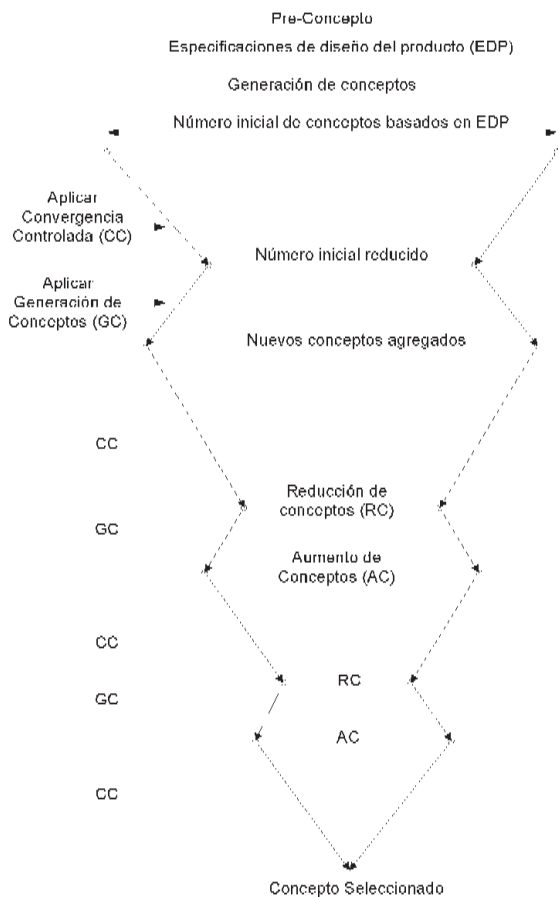 Pre-Concepto
Especificaciones de diseño del producto (EDP)
Generación de conceptos
Número inicial de conceptos basados en EDP
Aplicar
Convergencia
Controlada (CC)
Número inicial reducido
Aplicar
Generación de
Conceptos (GC)
Nuevos conceptos agregados
CC
Reducción de
conceptos (RC)
GC
Aumento de
Conceptos (AC)
CC
RC
GC
AC
CC
Concepto Seleccionado